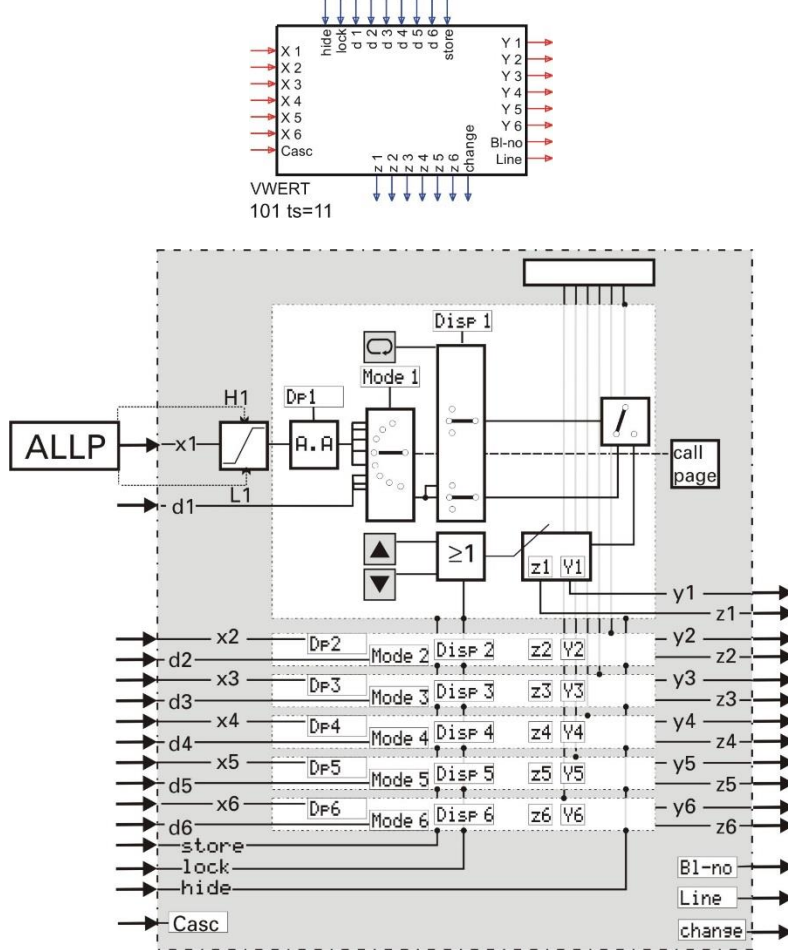 hide lock d 1 d 2 d 3 d 4 d 5 d 6 store
X 1 Y 1
X 2 Y 2
X 3 Y 3
X 4 Y 4
X 5 Y 5
X 6 Y 6
Casc Bl-no
Line
z 1 z 2 z 3 z 4 z 5 z 6 change
VWERT
101 ts=11
Disp 1
Mode 1
H1 Dp1
ALLP x1 A.A call
page
L1
d1
≥1
z1 Y1
y1
z1
x2 Dp2 Disp 2 z2 Y2 y2
d2 Mode 2 z2
x3 Dp3 Disp 3 z3 Y3 y3
d3 Mode 3 z3
x4 Dp4 Disp 4 z4 Y4 y4
d4 Mode 4 z4
x5 Dp5 Disp 5 z5 Y5 y5
d5 Mode 5 z5
x6 Dp6 Disp 6 z6 Y6 y6
d6 Mode 6 z6
store
lock
hide Bl-no
Line
Casc change